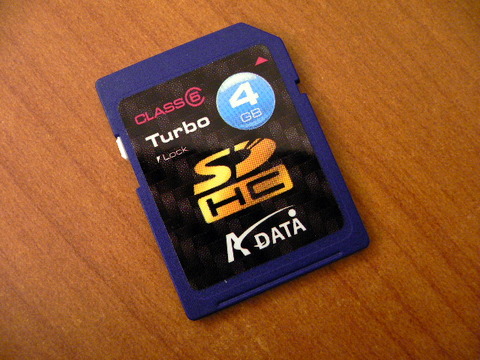 CLASS 6
4
GB
Turbo
Lock
SD
HC
A DATA